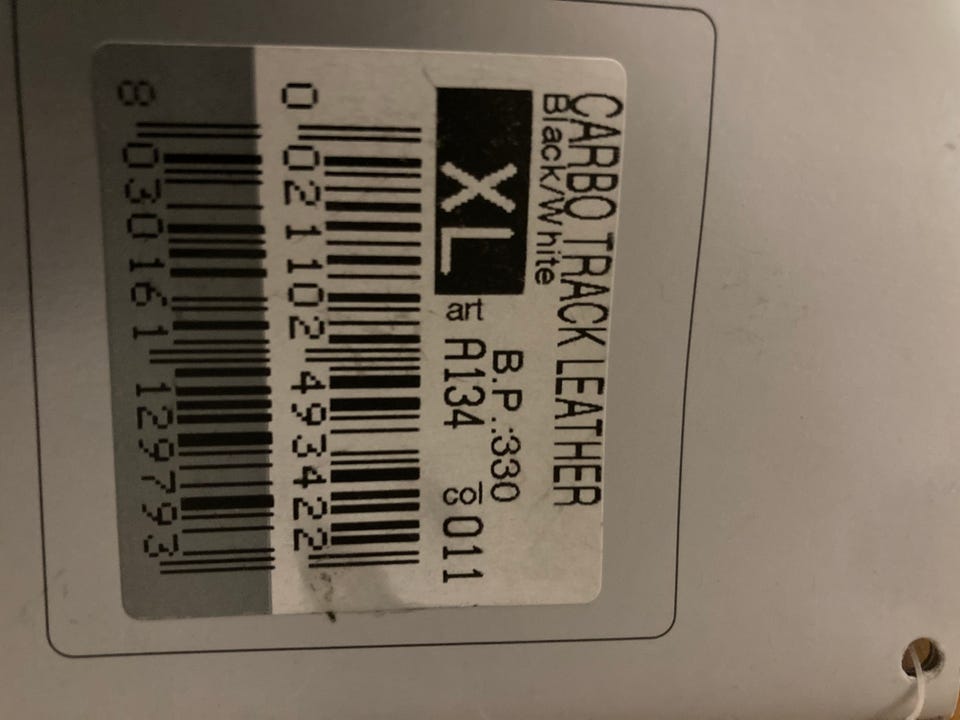 CARBO TRACK LEATHER
Black/White
XL
B.P.:330
art A134 col 011
0 021102 493422
8 030161 129793